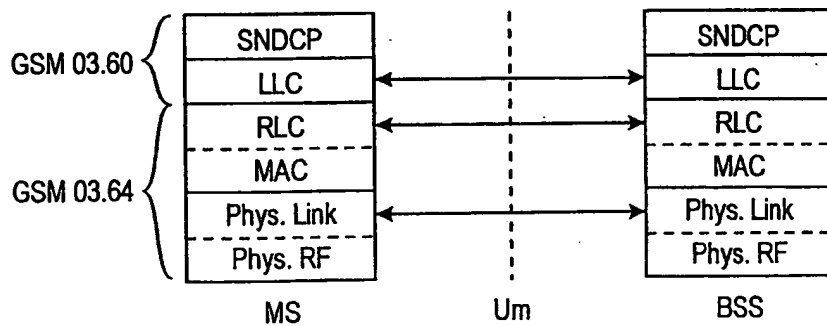 SNDCP SNDCP
GSM 03.60
LLC LLC
RLC RLC
MAC MAC
GSM 03.64
Phys. Link Phys. Link
Phys. RF Phys. RF
MS Um BSS